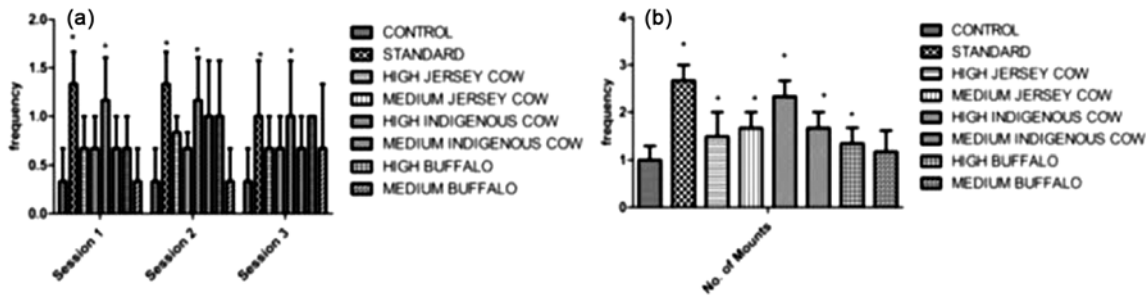 (a)
2.0
1.5
1.0
0.5
0.0
frequency
* * * * * *
Session 1
Session 2
Session 3
CONTROL
STANDARD
HIGH JERSEY COW
MEDIUM JERSEY COW
HIGH INDIGENOUS COW
MEDIUM INDIGENOUS COW
HIGH BUFFALO
MEDIUM BUFFALO
(b)
4
3
2
1
0
frequency
* * * * * *
No. of Mounts
CONTROL
STANDARD
HIGH JERSEY COW
MEDIUM JERSEY COW
HIGH INDIGENOUS COW
MEDIUM INDIGENOUS COW
HIGH BUFFALO
MEDIUM BUFFALO